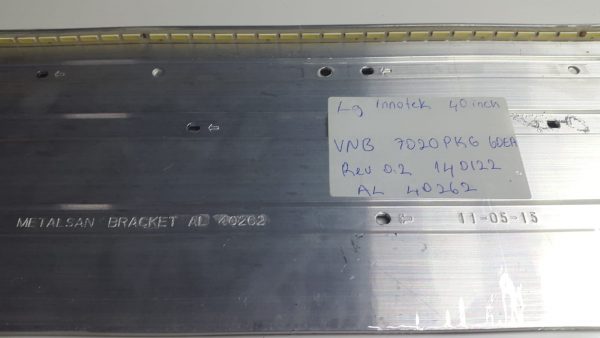 Lg Innotek 40 inch
VNB 7020PKG 60EA
Rev 0.2 140122
AL 40262
METALSAN BRACKET AL 40262
11-05-15